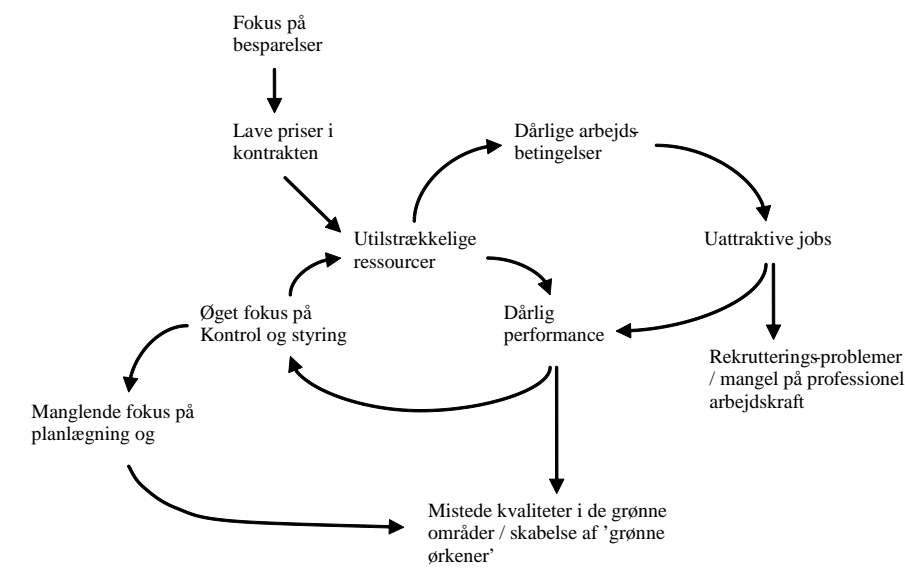 Fokus på
besparelser
Lave priser i
kontrakten
Dårlige arbejds-
betingelser
Utilstrækkelige
ressourcer
Uattraktive jobs
Øget fokus på
Kontrol og styring
Dårlig
performance
Rekrutterings-problemer
/ mangel på professionel
arbejdskraft
Manglende fokus på
planlægning og
Mistede kvaliteter i de grønne
områder / skabelse af ’grønne
ørkener’